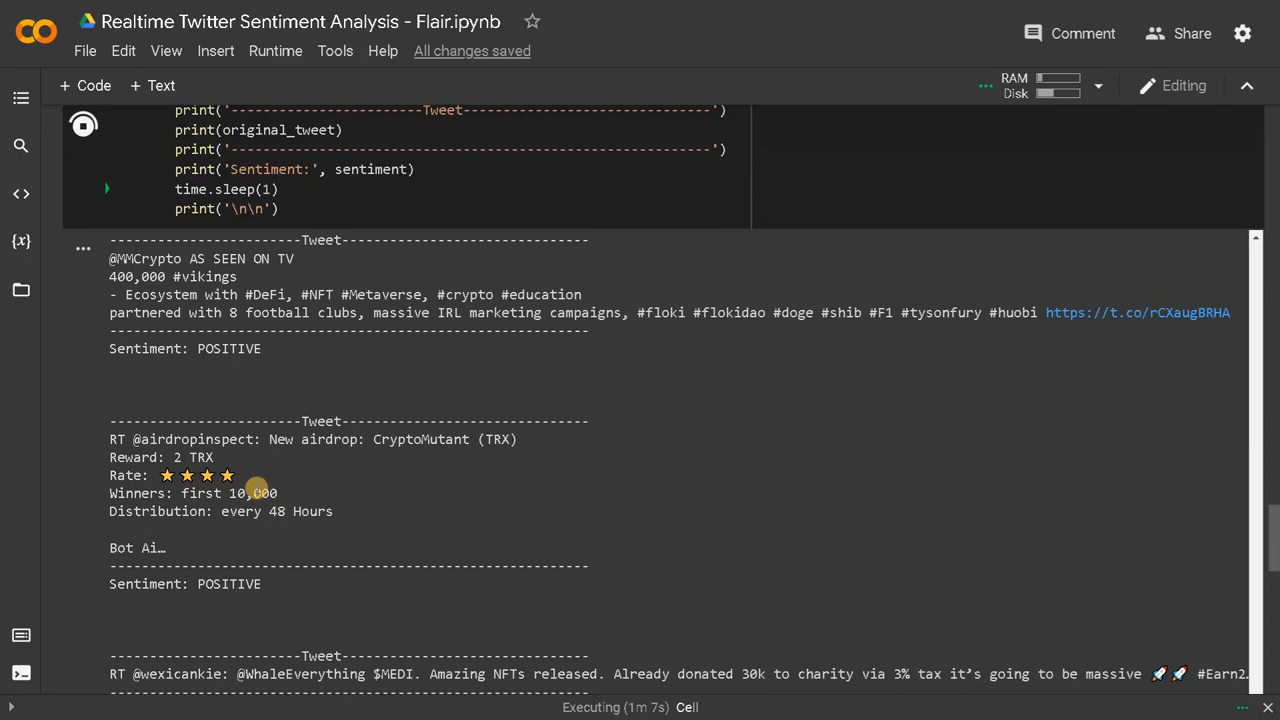 Realtime Twitter Sentiment Analysis - Flair.ipynb
File Edit View Insert Runtime Tools Help All changes saved
Comment Share
+ Code + Text
RAM
Disk
Editing
print('------------------------Tweet-------------------------------')
print(original_tweet)
print('------------------------------------------------------------')
print('Sentiment:', sentiment)
time.sleep(1)
print('\n\n')
------------------------Tweet-------------------------------
@MMCrypto AS SEEN ON TV
400,000 #vikings
- Ecosystem with #DeFi, #NFT #Metaverse, #crypto #education
partnered with 8 football clubs, massive IRL marketing campaigns, #floki #flokidao #doge #shib #F1 #tysonfury #huobi https://t.co/rCXaugBRHA
------------------------------------------------------------
Sentiment: POSITIVE
------------------------Tweet-------------------------------
RT @airdropinspect: New airdrop: CryptoMutant (TRX)
Reward: 2 TRX
Rate: ⭐⭐⭐⭐
Winners: first 10,000
Distribution: every 48 Hours
Bot Ai…
------------------------------------------------------------
Sentiment: POSITIVE
------------------------Tweet-------------------------------
RT @wexicankie: @WhaleEverything $MEDI. Amazing NFTs released. Already donated 30k to charity via 3% tax it’s going to be massive 🚀🚀 #Earn2…
------------------------------------------------------------
Executing (1m 7s) Cell